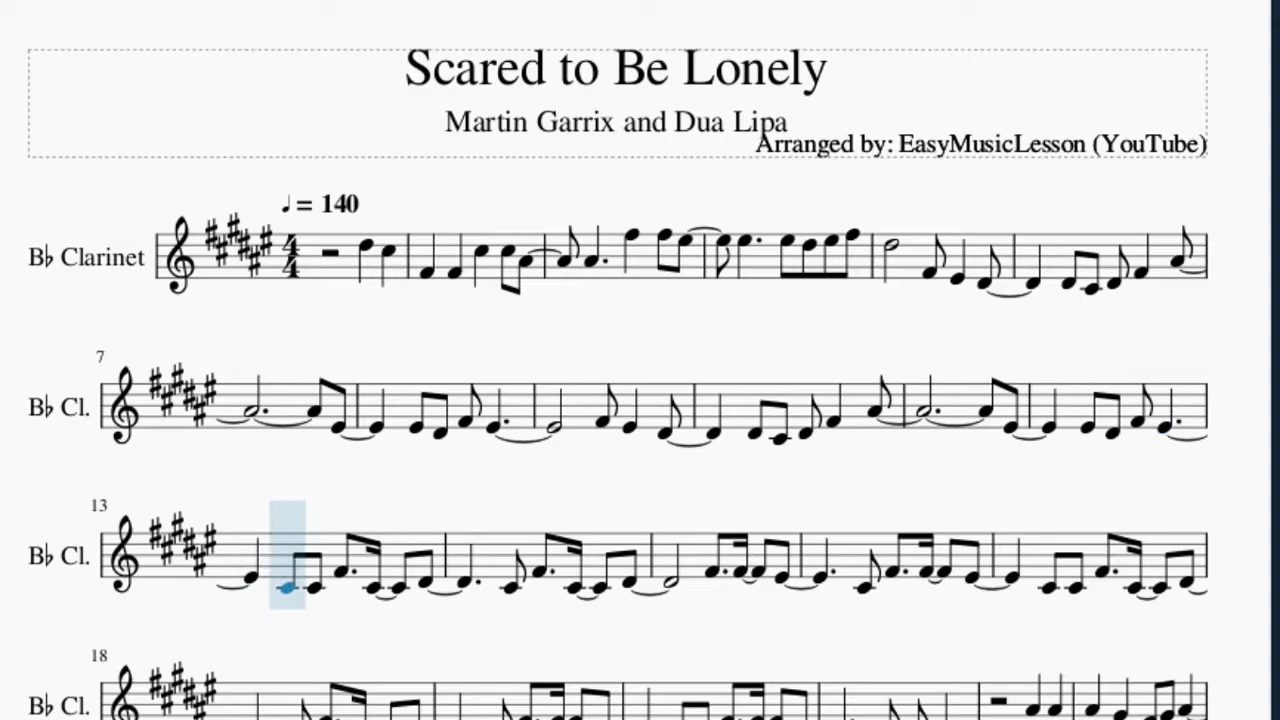 Scared to Be Lonely
Martin Garrix and Dua Lipa
Arranged by: EasyMusicLesson (YouTube)
♩ = 140
B♭ Clarinet
4
4
7
B♭ Cl.
13
B♭ Cl.
18
B♭ Cl.